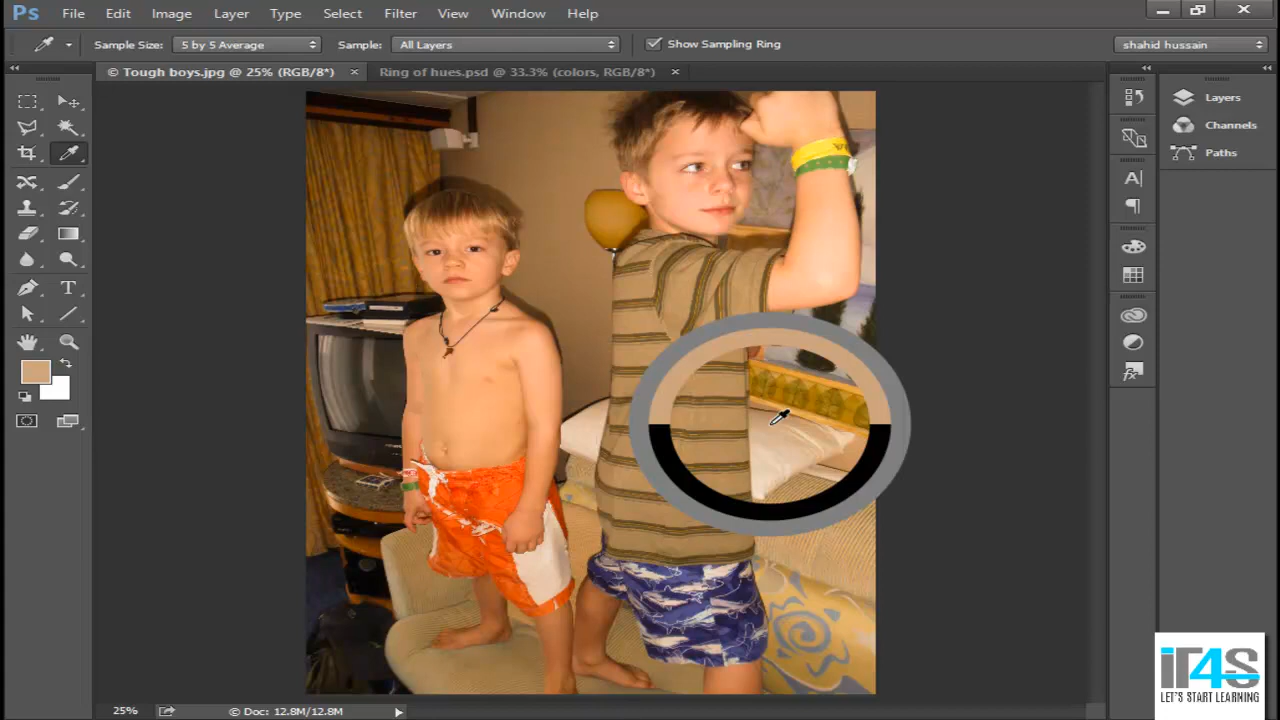 Ps File Edit Image Layer Type Select Filter View Window Help
Sample Size: 5 by 5 Average Sample: All Layers Show Sampling Ring shahid hussain
© Tough boys.jpg @ 25% (RGB/8*) × Ring of hues.psd @ 33.3% (colors, RGB/8*) ×
Layers
Channels
Paths
25% © Doc: 12.8M/12.8M
iT4S
LET'S START LEARNING